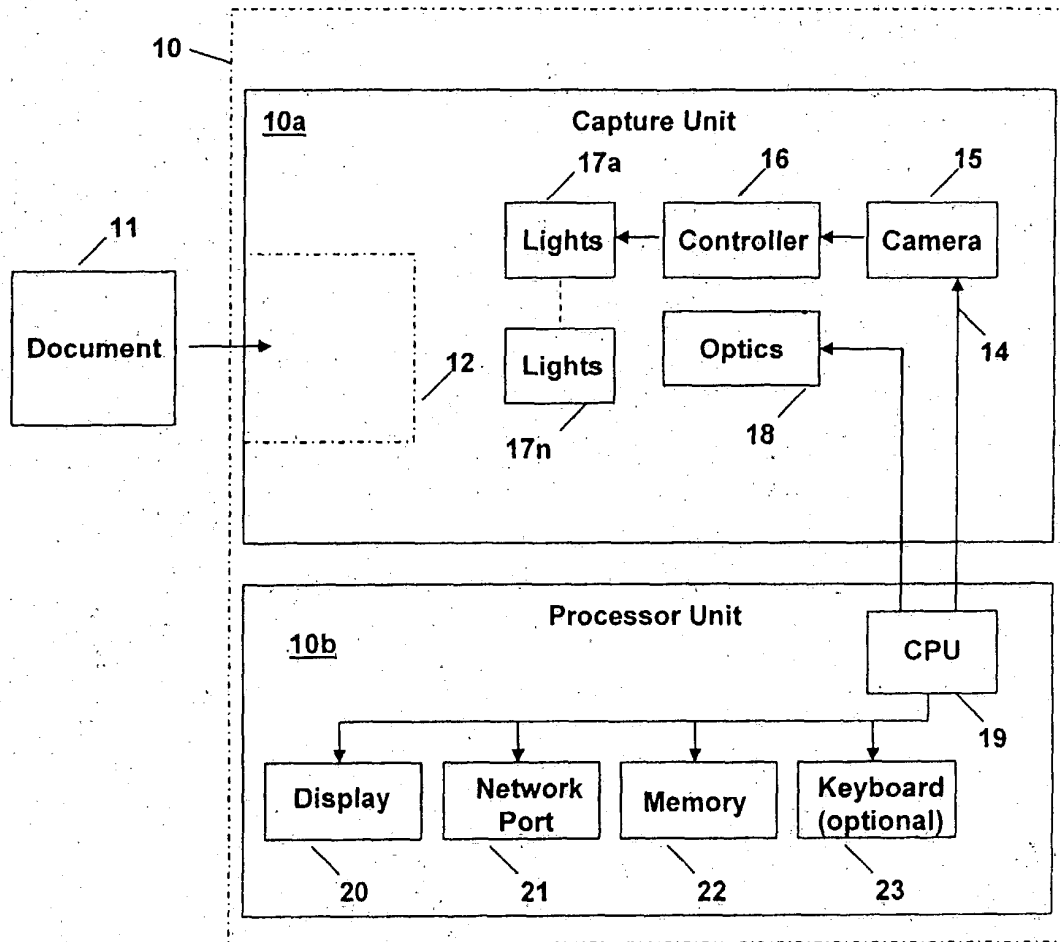 10
10a
Capture Unit
17a
16
15
11
Lights
Controller
Camera
Document
12
Lights
Optics
14
17n
18
Processor Unit
10b
CPU
19
Display
Network
Port
Memory
Keyboard
(optional)
20
21
22
23